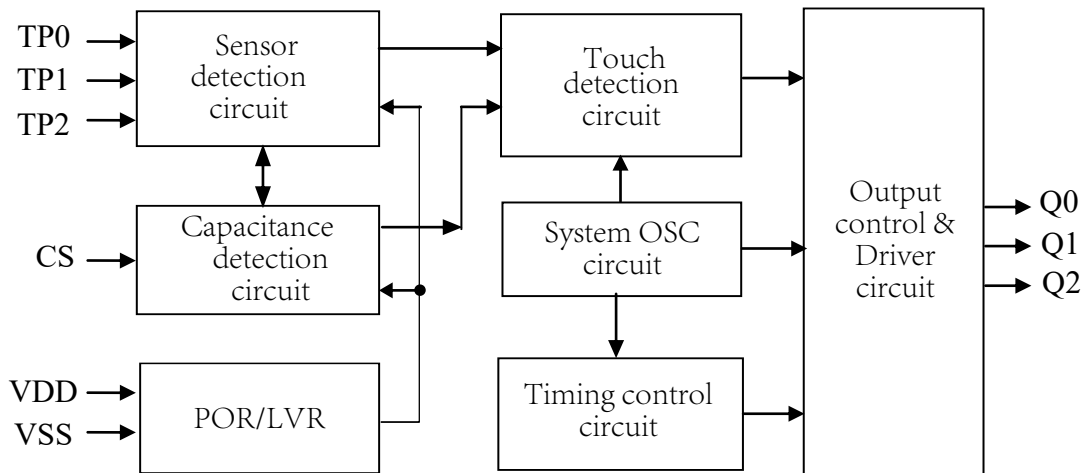 TP0
TP1
TP2
Sensor
detection
circuit
Touch
detection
circuit
CS
Capacitance
detection
circuit
System OSC
circuit
Output
control &
Driver
circuit
Q0
Q1
Q2
VDD
VSS
POR/LVR
Timing control
circuit